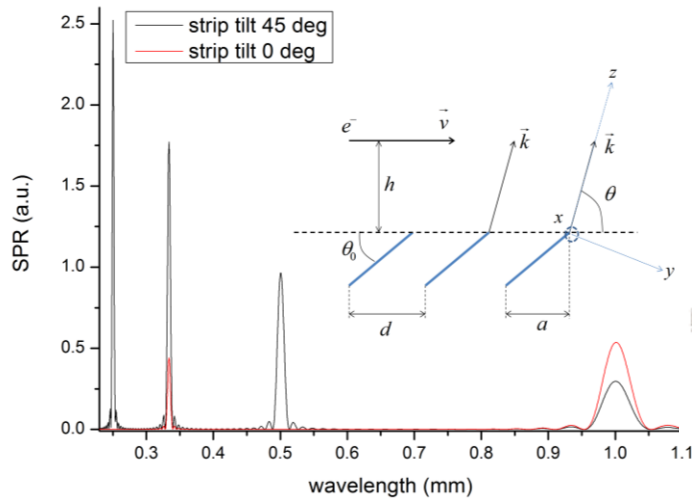 strip tilt 45 deg
strip tilt 0 deg
SPR (a.u.)
2.5
2.0
1.5
1.0
0.5
0.0
0.3 0.4 0.5 0.6 0.7 0.8 0.9 1.0 1.1
wavelength (mm)
e⁻ v⃗
h
θ₀
d
a
k⃗
k⃗
θ
x
y
z